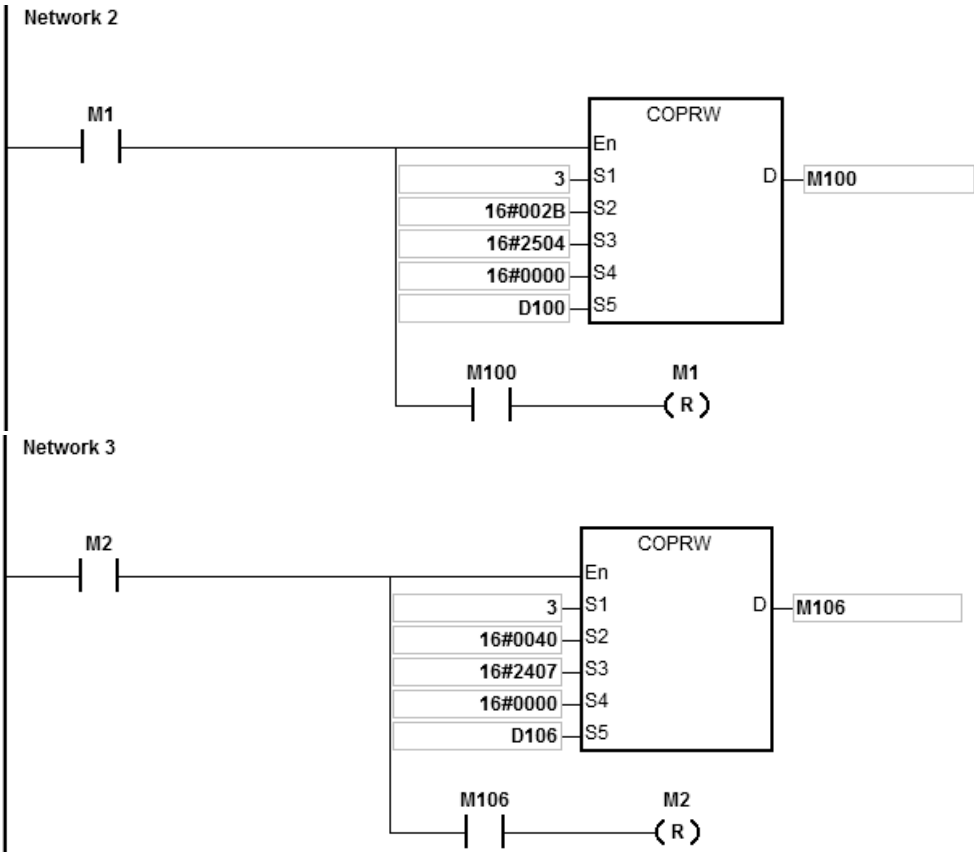 Network 2
M1
COPRW
En
3 S1 D M100
16#002B S2
16#2504 S3
16#0000 S4
D100 S5
M100 M1
( R )
Network 3
M2
COPRW
En
3 S1 D M106
16#0040 S2
16#2407 S3
16#0000 S4
D106 S5
M106 M2
( R )